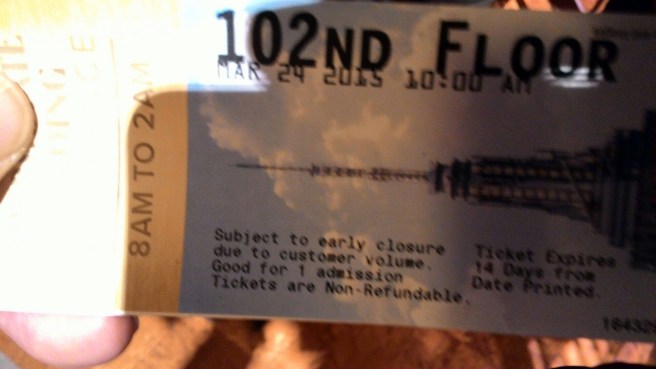 102ND FLOOR
MAR 24 2015 10:00 AM
8AM TO 2AM
Subject to early closure
due to customer volume.
Good for 1 admission
Tickets are Non-Refundable.
Ticket Expires
14 Days from
Date Printed.
184329